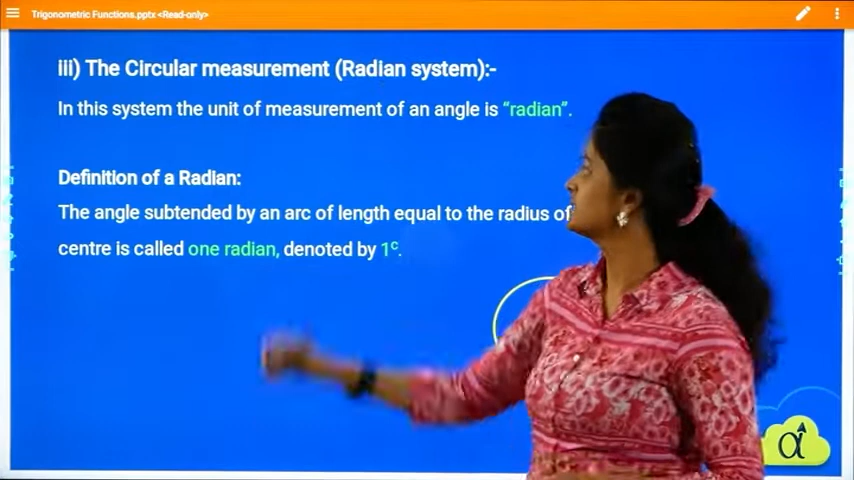 Trigonometric Functions.pptx <Read-only>
iii) The Circular measurement (Radian system):-
In this system the unit of measurement of an angle is “radian”.
Definition of a Radian:
The angle subtended by an arc of length equal to the radius of
centre is called one radian, denoted by 1ᶜ.
α